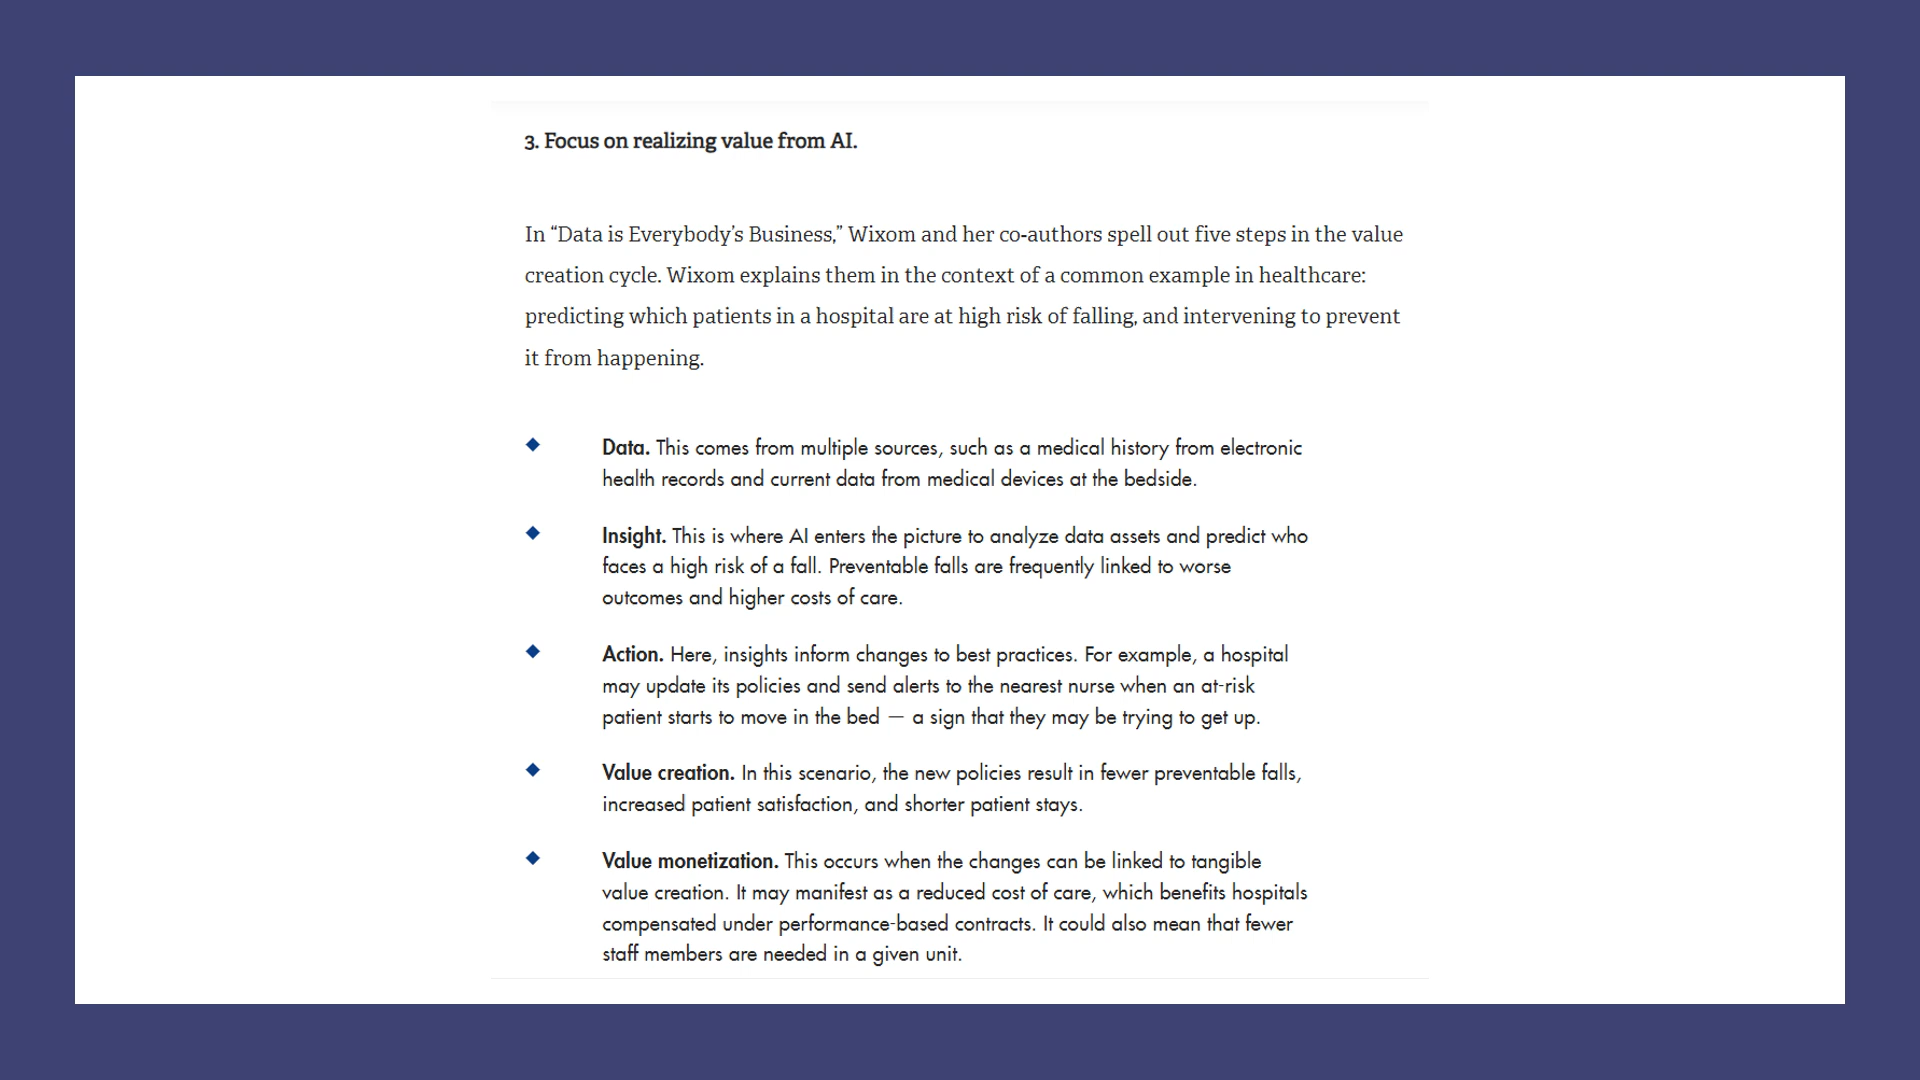 3. Focus on realizing value from AI.
In “Data is Everybody’s Business,” Wixom and her co-authors spell out five steps in the value
creation cycle. Wixom explains them in the context of a common example in healthcare:
predicting which patients in a hospital are at high risk of falling, and intervening to prevent
it from happening.
Data. This comes from multiple sources, such as a medical history from electronic
health records and current data from medical devices at the bedside.
Insight. This is where AI enters the picture to analyze data assets and predict who
faces a high risk of a fall. Preventable falls are frequently linked to worse
outcomes and higher costs of care.
Action. Here, insights inform changes to best practices. For example, a hospital
may update its policies and send alerts to the nearest nurse when an at-risk
patient starts to move in the bed — a sign that they may be trying to get up.
Value creation. In this scenario, the new policies result in fewer preventable falls,
increased patient satisfaction, and shorter patient stays.
Value monetization. This occurs when the changes can be linked to tangible
value creation. It may manifest as a reduced cost of care, which benefits hospitals
compensated under performance-based contracts. It could also mean that fewer
staff members are needed in a given unit.